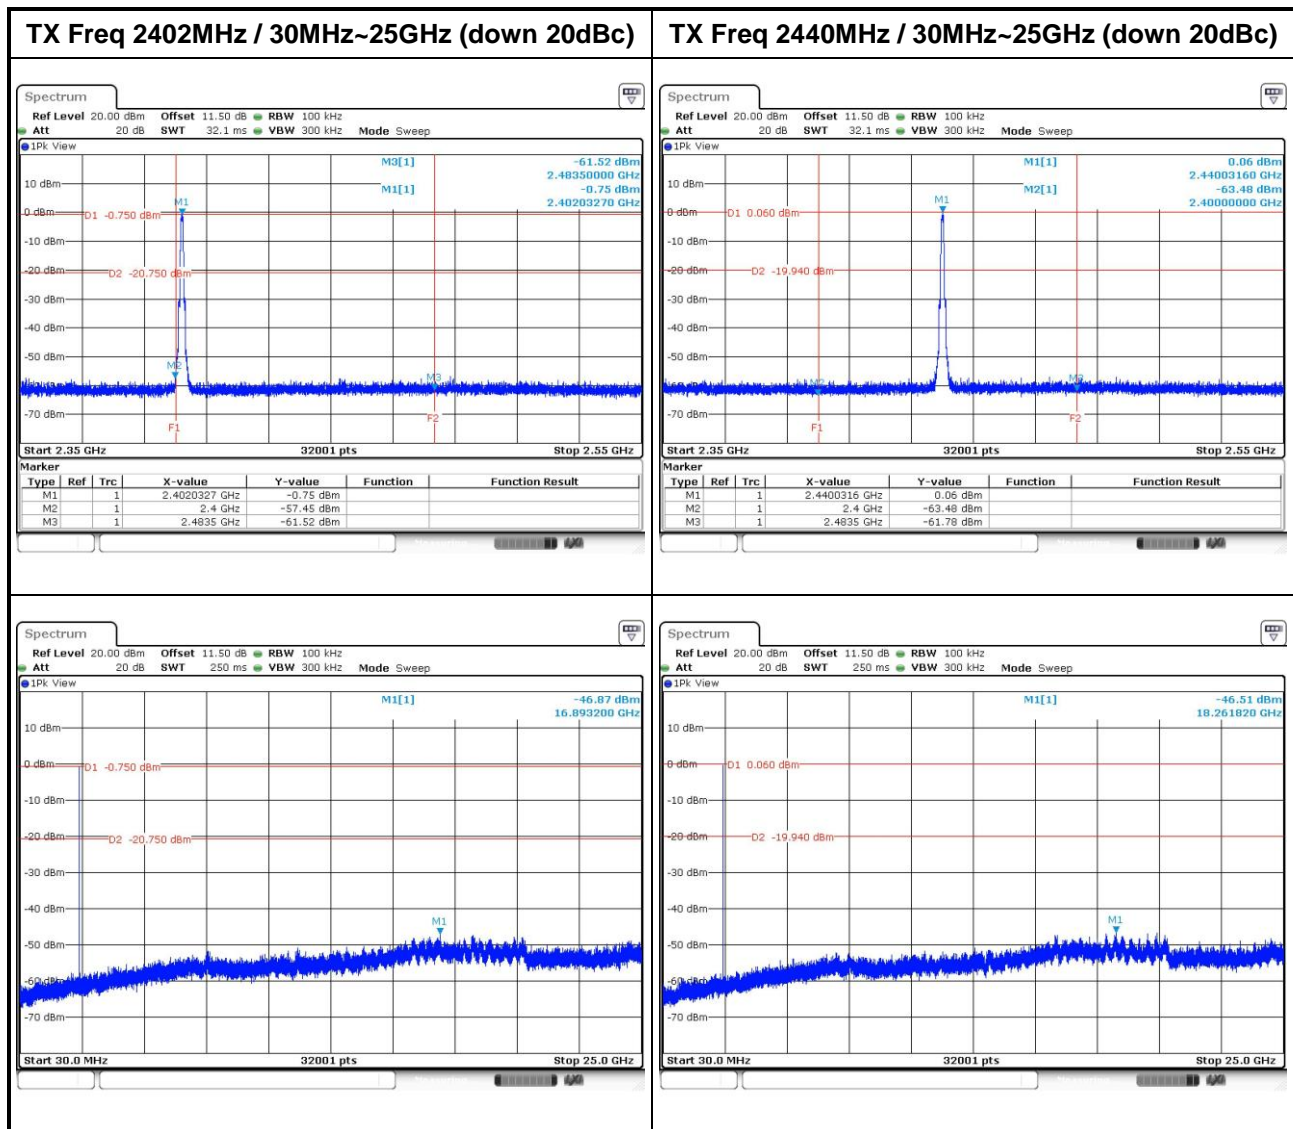 TX Freq 2402MHz / 30MHz~25GHz (down 20dBc)
TX Freq 2440MHz / 30MHz~25GHz (down 20dBc)
Spectrum
Ref Level 20.00 dBm Offset 11.50 dB RBW 100 kHz
Att 20 dB SWT 32.1 ms VBW 300 kHz Mode Sweep
1Pk View
M3[1] -61.52 dBm
2.48350000 GHz
M1[1] -0.75 dBm
2.40203270 GHz
10 dBm
M1
0 dBm
D1 -0.750 dBm
-10 dBm
-20 dBm
D2 -20.750 dBm
-30 dBm
-40 dBm
-50 dBm
M2
M3
-70 dBm
F1
F2
Start 2.35 GHz 32001 pts Stop 2.55 GHz
Marker
Type Ref Trc X-value Y-value Function Function Result
M1 1 2.4020327 GHz -0.75 dBm
M2 1 2.4 GHz -57.45 dBm
M3 1 2.4835 GHz -61.52 dBm
Spectrum
Ref Level 20.00 dBm Offset 11.50 dB RBW 100 kHz
Att 20 dB SWT 32.1 ms VBW 300 kHz Mode Sweep
1Pk View
M1[1] 0.06 dBm
2.44003160 GHz
M2[1] -63.48 dBm
2.40000000 GHz
10 dBm
M1
0 dBm
D1 0.060 dBm
-10 dBm
-20 dBm
D2 -19.940 dBm
-30 dBm
-40 dBm
-50 dBm
-70 dBm
F1
F2
Start 2.35 GHz 32001 pts Stop 2.55 GHz
Marker
Type Ref Trc X-value Y-value Function Function Result
M1 1 2.4400316 GHz 0.06 dBm
M2 1 2.4 GHz -63.48 dBm
M3 1 2.4835 GHz -61.78 dBm
Spectrum
Ref Level 20.00 dBm Offset 11.50 dB RBW 100 kHz
Att 20 dB SWT 250 ms VBW 300 kHz Mode Sweep
1Pk View
M1[1] -46.87 dBm
16.893200 GHz
10 dBm
0 dBm
D1 -0.750 dBm
-10 dBm
-20 dBm
D2 -20.750 dBm
-30 dBm
-40 dBm
M1
-50 dBm
-60 dBm
-70 dBm
Start 30.0 MHz 32001 pts Stop 25.0 GHz
Spectrum
Ref Level 20.00 dBm Offset 11.50 dB RBW 100 kHz
Att 20 dB SWT 250 ms VBW 300 kHz Mode Sweep
1Pk View
M1[1] -46.51 dBm
18.261820 GHz
10 dBm
0 dBm
D1 0.060 dBm
-10 dBm
-20 dBm
D2 -19.940 dBm
-30 dBm
-40 dBm
M1
-50 dBm
-60 dBm
-70 dBm
Start 30.0 MHz 32001 pts Stop 25.0 GHz